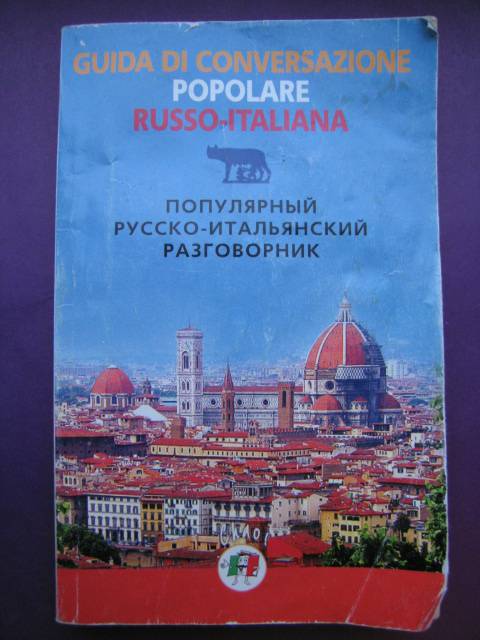 GUIDA DI CONVERSAZIONE
POPOLARE
RUSSO-ITALIANA
ПОПУЛЯРНЫЙ
РУССКО-ИТАЛЬЯНСКИЙ
РАЗГОВОРНИК